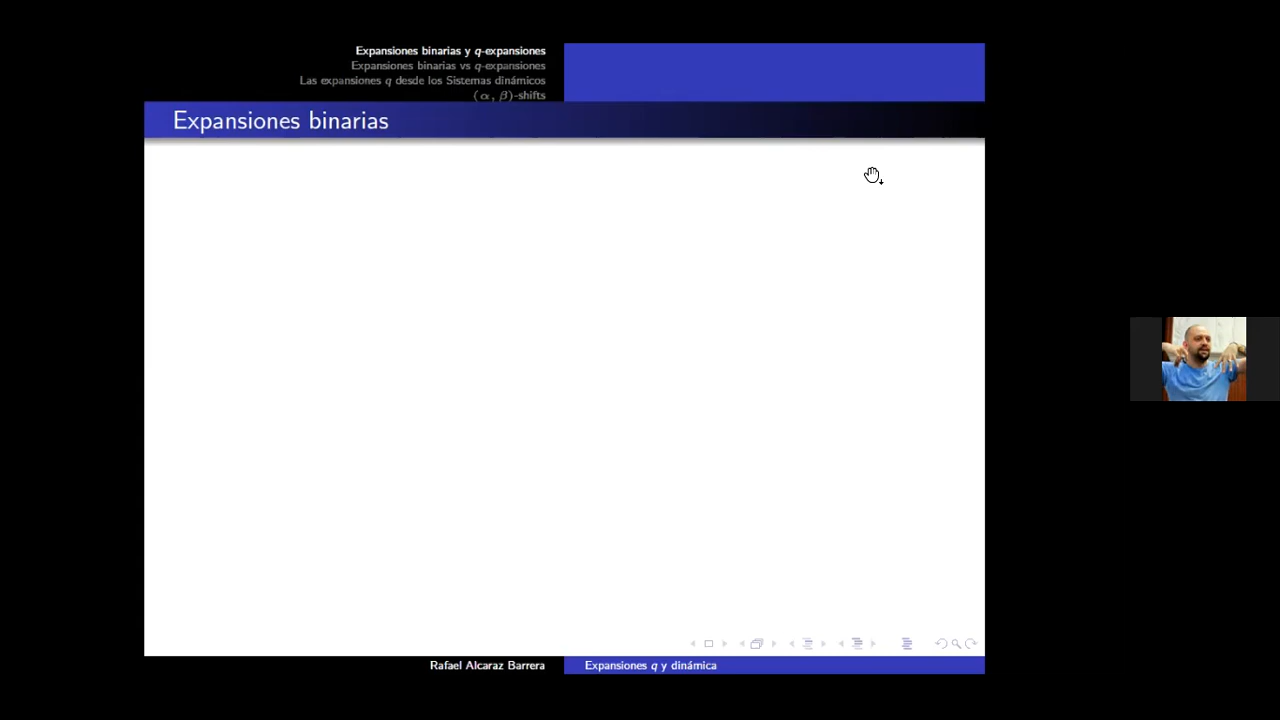 Expansiones binarias y q-expansiones
Expansiones binarias vs q-expansiones
Las expansiones q desde los Sistemas dinámicos
(α, β)-shifts
Expansiones binarias
Rafael Alcaraz Barrera
Expansiones q y dinámica